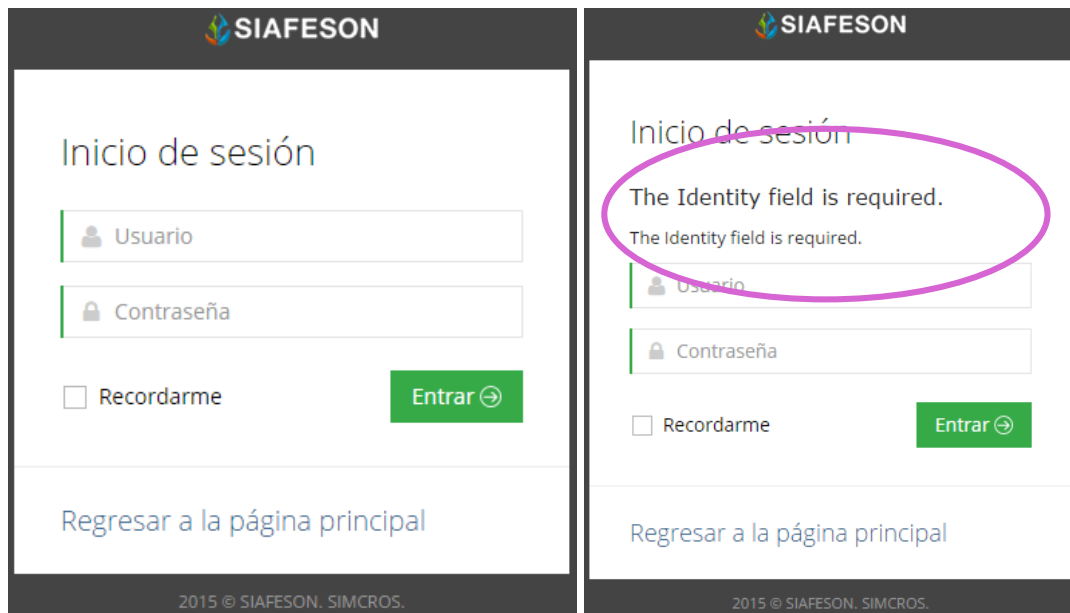 SIAFESON
Inicio de sesión
Usuario
Contraseña
Recordarme
Entrar
Regresar a la página principal
2015 © SIAFESON. SIMCROS.
SIAFESON
Inicio de sesión
The Identity field is required.
The Identity field is required.
Usuario
Contraseña
Recordarme
Entrar
Regresar a la página principal
2015 © SIAFESON. SIMCROS.